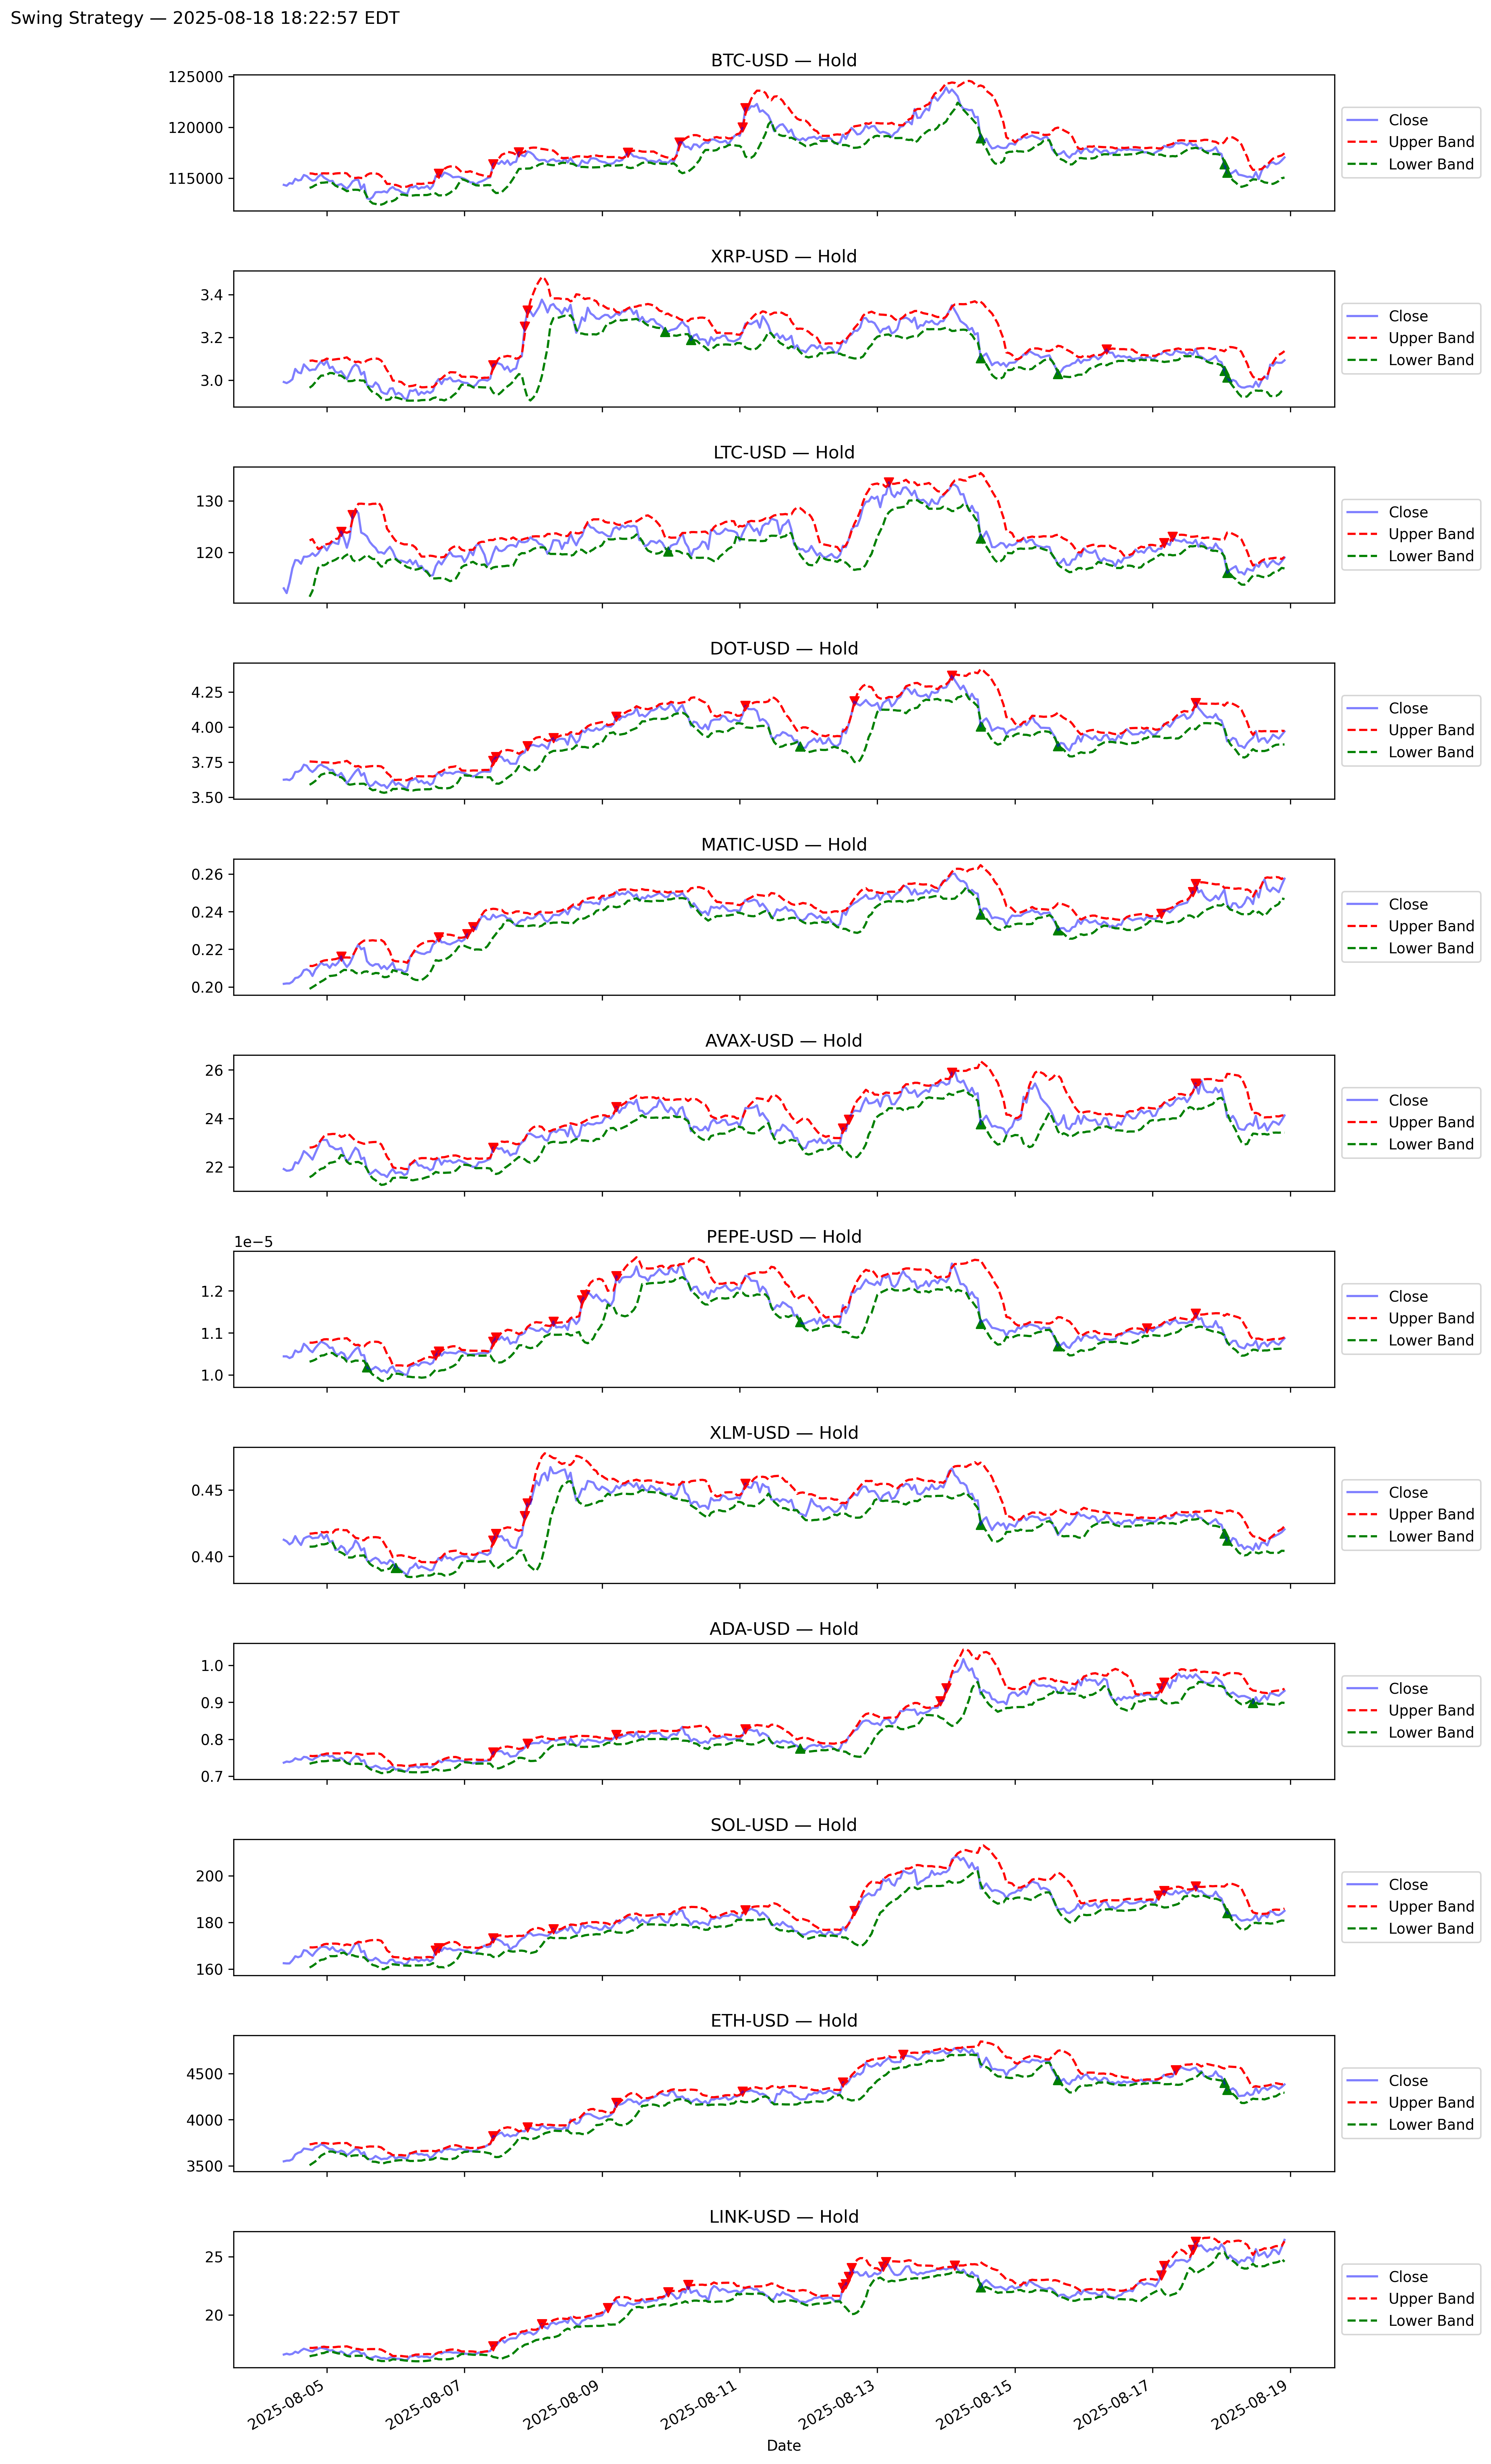 Swing Strategy — 2025-08-18 18:22:57 EDT
BTC-USD — Hold
125000
120000
115000
Close
Upper Band
Lower Band
XRP-USD — Hold
3.4
3.2
3.0
Close
Upper Band
Lower Band
LTC-USD — Hold
130
120
Close
Upper Band
Lower Band
DOT-USD — Hold
4.25
4.00
3.75
3.50
Close
Upper Band
Lower Band
MATIC-USD — Hold
0.26
0.24
0.22
0.20
Close
Upper Band
Lower Band
AVAX-USD — Hold
26
24
22
Close
Upper Band
Lower Band
1e−5
PEPE-USD — Hold
1.2
1.1
1.0
Close
Upper Band
Lower Band
XLM-USD — Hold
0.45
0.40
Close
Upper Band
Lower Band
ADA-USD — Hold
1.0
0.9
0.8
0.7
Close
Upper Band
Lower Band
SOL-USD — Hold
200
180
160
Close
Upper Band
Lower Band
ETH-USD — Hold
4500
4000
3500
Close
Upper Band
Lower Band
LINK-USD — Hold
25
20
Close
Upper Band
Lower Band
2025-08-05
2025-08-07
2025-08-09
2025-08-11
2025-08-13
2025-08-15
2025-08-17
2025-08-19
Date